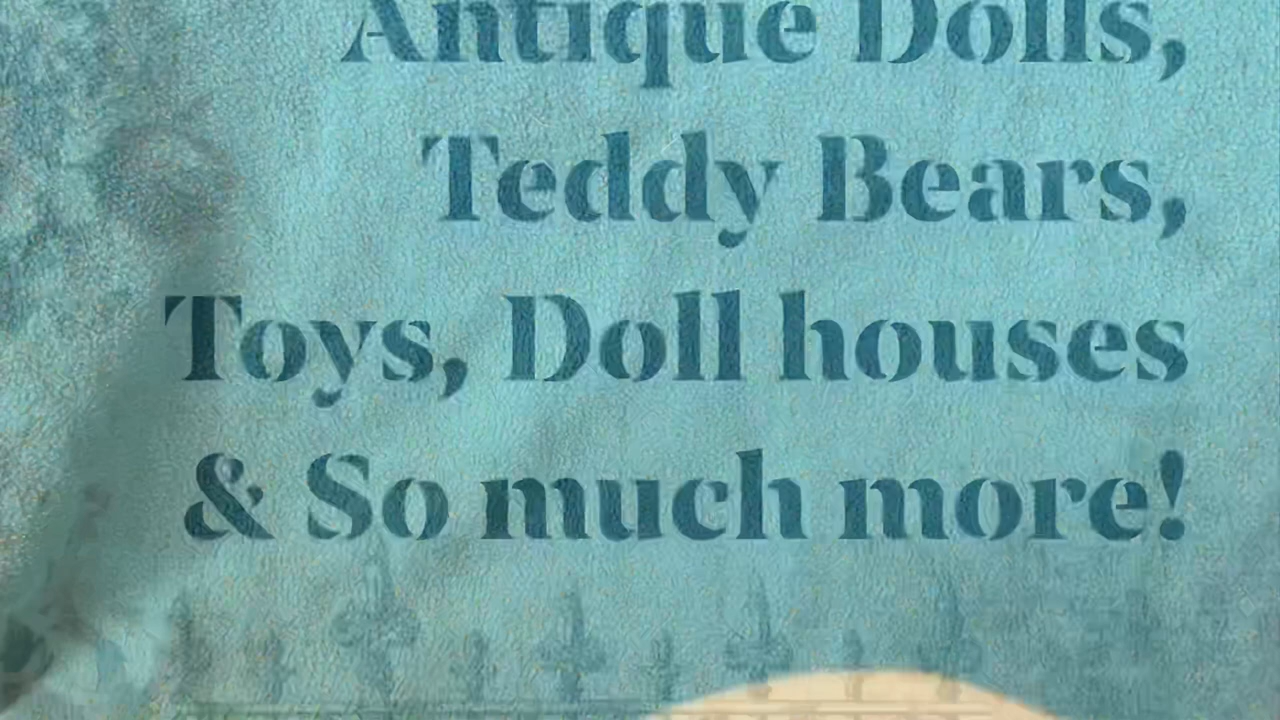 Antique Dolls,
Teddy Bears,
Toys, Doll houses
& So much more!